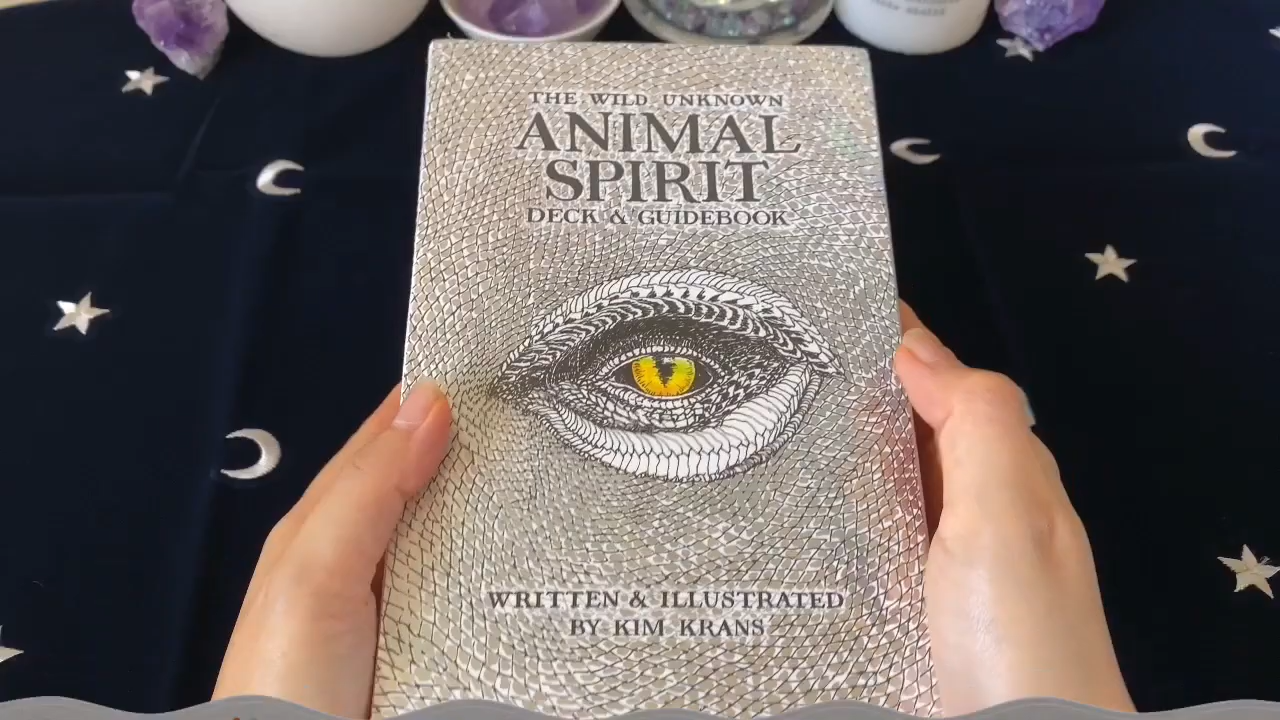 THE WILD UNKNOWN
ANIMAL
SPIRIT
DECK & GUIDEBOOK
WRITTEN & ILLUSTRATED
BY KIM KRANS